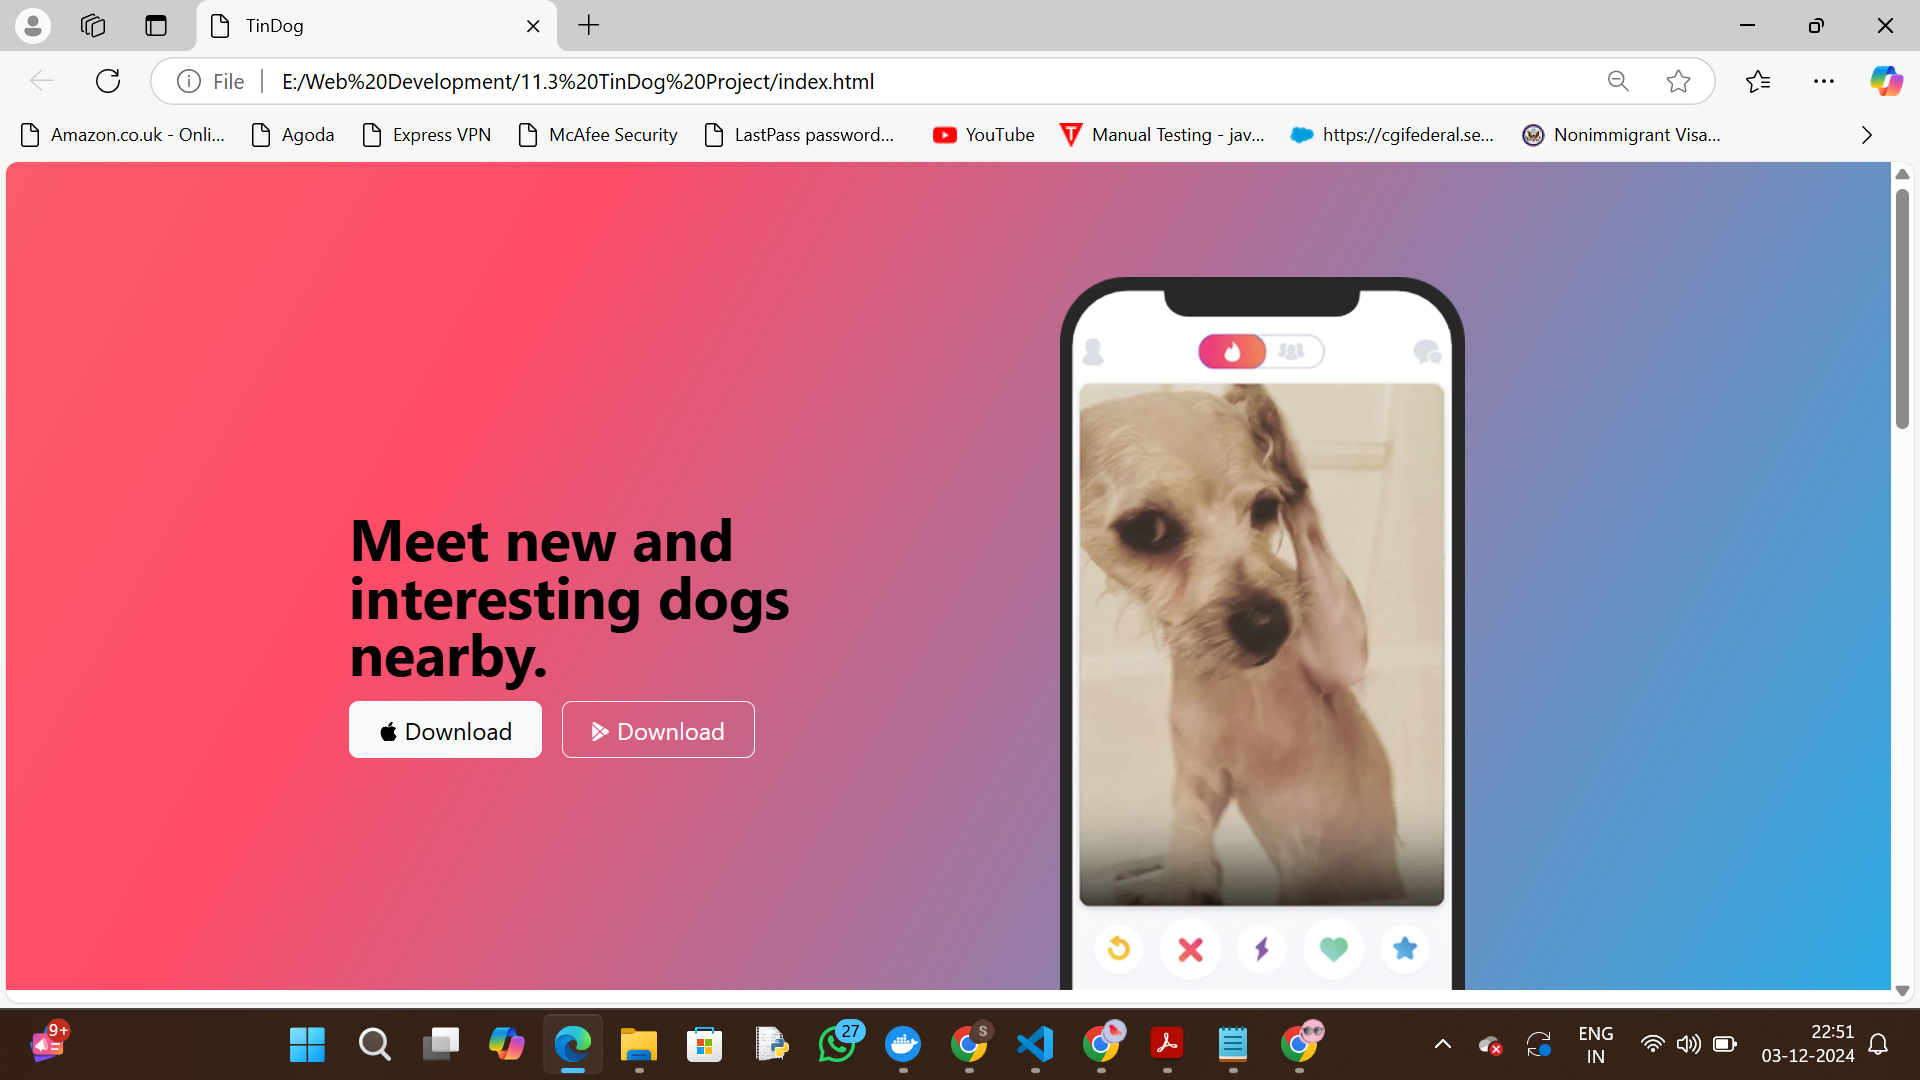 TinDog
File
E:/Web%20Development/11.3%20TinDog%20Project/index.html
Amazon.co.uk - Onli...
Agoda
Express VPN
McAfee Security
LastPass password...
YouTube
Manual Testing - jav...
https://cgifederal.se...
Nonimmigrant Visa...
Meet new and
interesting dogs
nearby.
Download
Download
9+
27
S
ENG
IN
22:51
03-12-2024